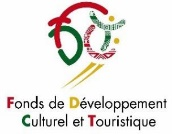 Fonds de Développement
Culturel et Touristique